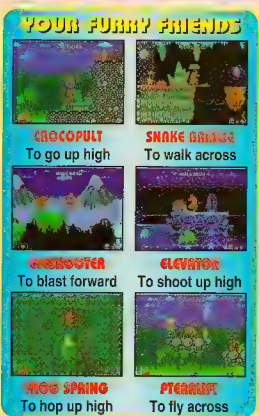 YOUR FURRY FRIENDS
CROCOPULT
SNAKE BRIDGE
To go up high
To walk across
ELEVATOR
To blast forward
To shoot up high
SPRING
PTERALIFT
To hop up high
To fly across